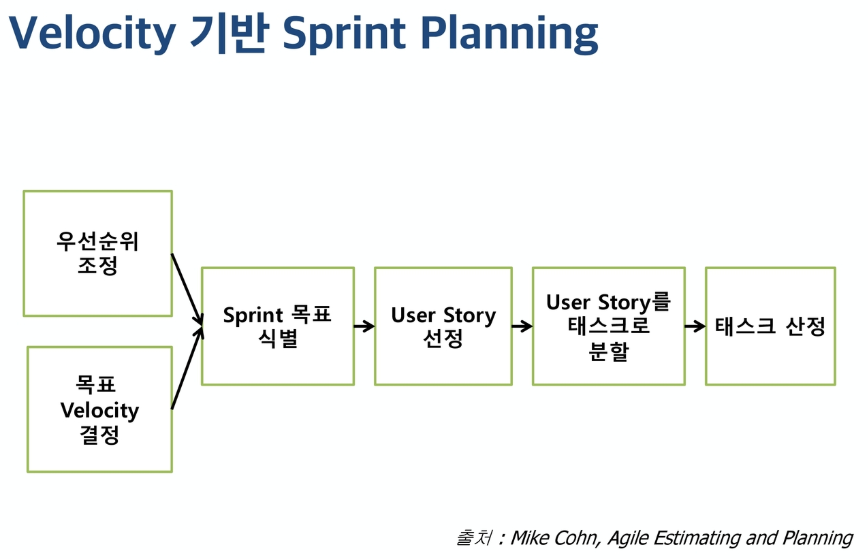 Velocity 기반 Sprint Planning
우선순위
조정
목표
Velocity
결정
Sprint 목표
식별
User Story
선정
User Story를
태스크로
분할
태스크 산정
출처 : Mike Cohn, Agile Estimating and Planning